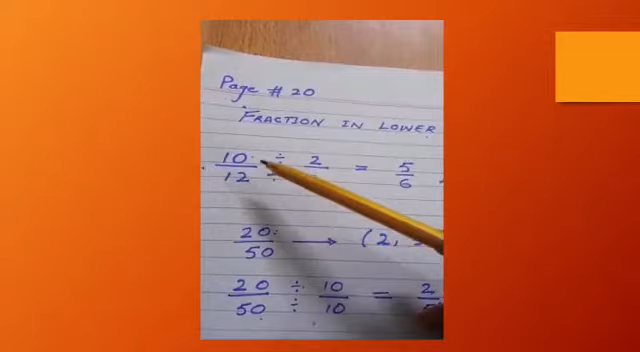 Page # 20
FRACTION IN LOWER
10/12 ÷ 2 = 5/6
20/50 → (2,
20/50 ÷ 10/10 = 2/